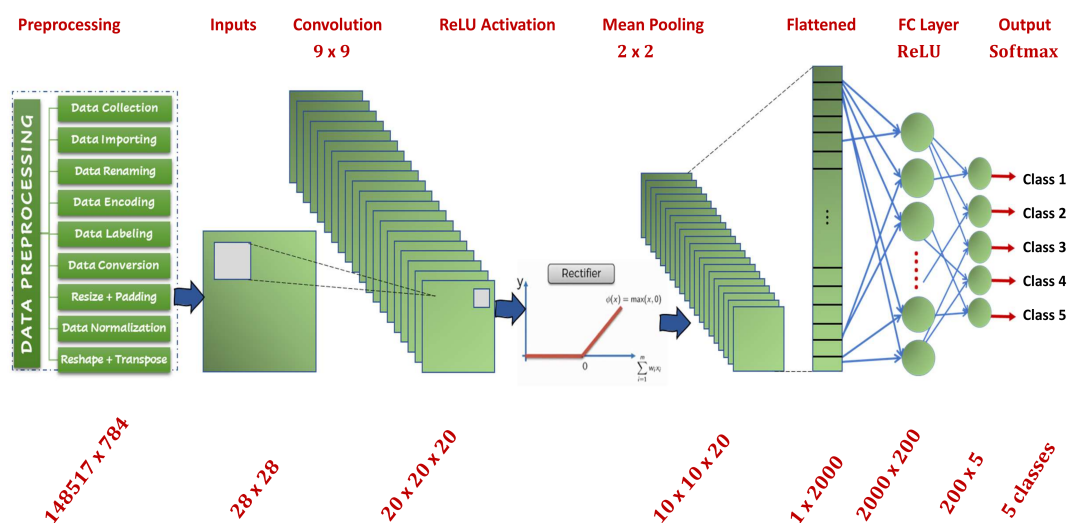 Preprocessing
Inputs
Convolution
9 x 9
ReLU Activation
Mean Pooling
2 x 2
Flattened
FC Layer
ReLU
Output
Softmax
DATA PREPROCESSING
Data Collection
Data Importing
Data Renaming
Data Encoding
Data Labeling
Data Conversion
Resize + Padding
Data Normalization
Reshape + Transpose
Rectifier
y
ϕ(x) = max(x, 0)
0
m
∑ wᵢxᵢ
i=1
...
Class 1
Class 2
Class 3
Class 4
Class 5
148517 x 784
28 x 28
20 x 20 x 20
10 x 10 x 20
1 x 2000
2000 x 200
200 x 5
5 classes